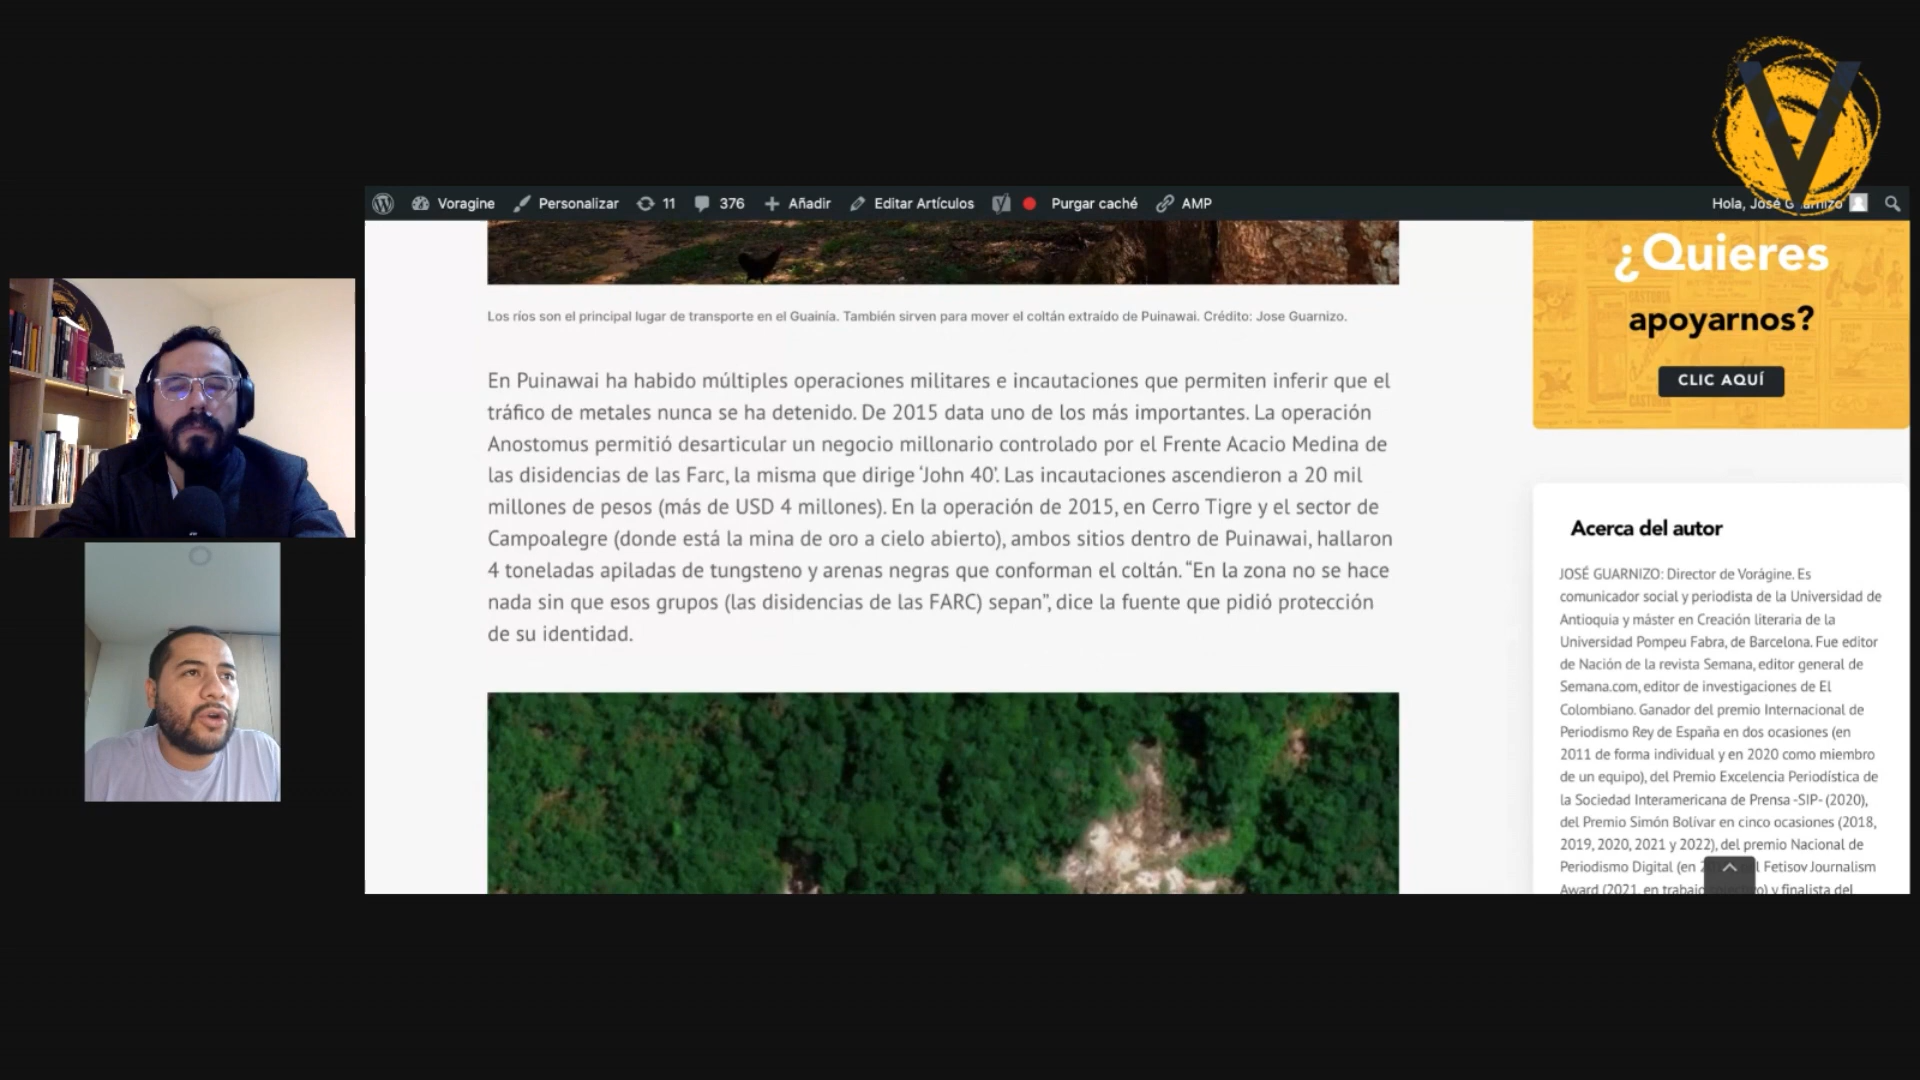 V
Voragine
Personalizar
11
376
Añadir
Editar Artículos
Purgar caché
AMP
Hola, José
Los ríos son el principal lugar de transporte en el Guainía. También sirven para mover el coltán extraído de Puinawai. Crédito: Jose Guarnizo.
En Puinawai ha habido múltiples operaciones militares e incautaciones que permiten inferir que el
tráfico de metales nunca se ha detenido. De 2015 data uno de los más importantes. La operación
Anostomus permitió desarticular un negocio millonario controlado por el Frente Acacio Medina de
las disidencias de las Farc, la misma que dirige ‘John 40’. Las incautaciones ascendieron a 20 mil
millones de pesos (más de USD 4 millones). En la operación de 2015, en Cerro Tigre y el sector de
Campoalegre (donde está la mina de oro a cielo abierto), ambos sitios dentro de Puinawai, hallaron
4 toneladas apiladas de tungsteno y arenas negras que conforman el coltán. “En la zona no se hace
nada sin que esos grupos (las disidencias de las FARC) sepan”, dice la fuente que pidió protección
de su identidad.
¿Quieres
apoyarnos?
CLIC AQUÍ
Acerca del autor
JOSÉ GUARNIZO: Director de Vorágine. Es
comunicador social y periodista de la Universidad de
Antioquia y máster en Creación literaria de la
Universidad Pompeu Fabra, de Barcelona. Fue editor
de Nación de la revista Semana, editor general de
Semana.com, editor de investigaciones de El
Colombiano. Ganador del premio Internacional de
Periodismo Rey de España en dos ocasiones (en
2011 de forma individual y en 2020 como miembro
de un equipo), del Premio Excelencia Periodística de
la Sociedad Interamericana de Prensa -SIP- (2020),
del Premio Simón Bolívar en cinco ocasiones (2018,
2019, 2020, 2021 y 2022), del premio Nacional de
Periodismo Digital (en Fetisov Journalism
Award (2021, en y finalista del